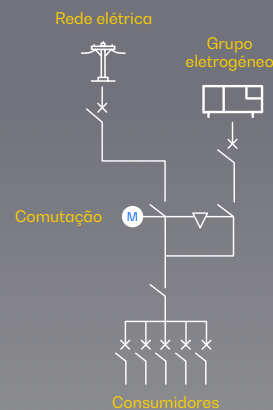 Rede elétrica
Grupo
eletrogéneo
Comutação
M
Consumidores